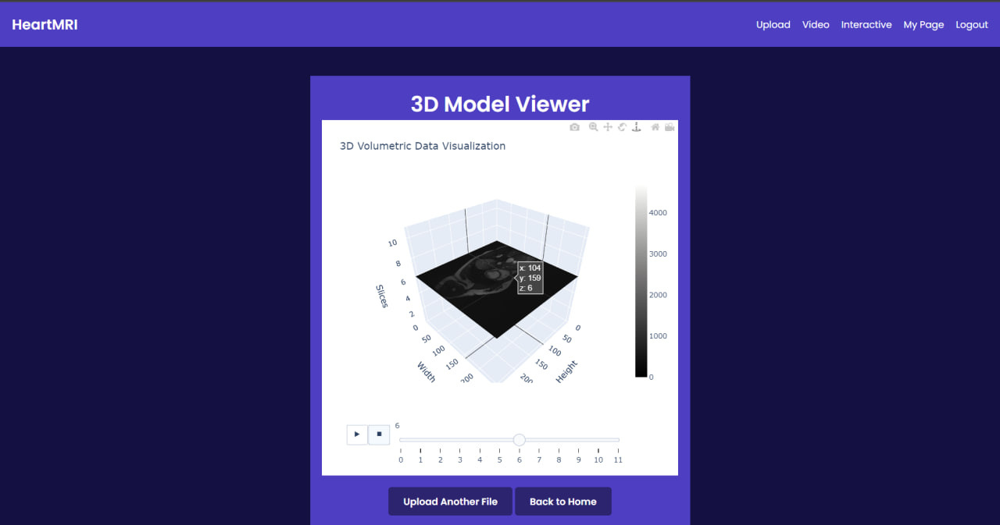 HeartMRI
Upload Video Interactive My Page Logout
3D Model Viewer
3D Volumetric Data Visualization
4000
3000
2000
1000
0
10
8
6
4
2
0
Slices
x: 104
y: 159
z: 6
50
100
150
200
Width
0
50
100
150
200
Height
6
0 1 2 3 4 5 6 7 8 9 10 11
Upload Another File
Back to Home